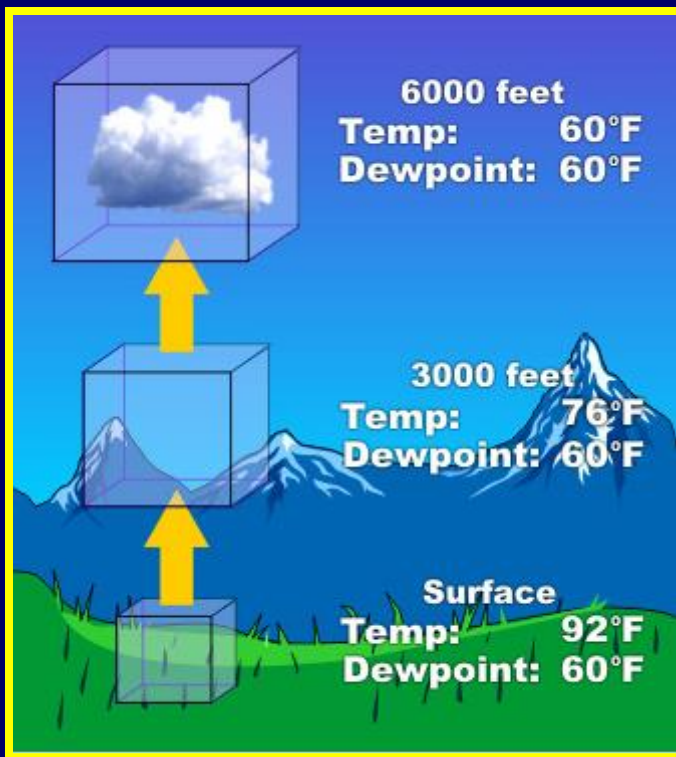 6000 feet
Temp: 60°F
Dewpoint: 60°F
3000 feet
Temp: 76°F
Dewpoint: 60°F
Surface
Temp: 92°F
Dewpoint: 60°F